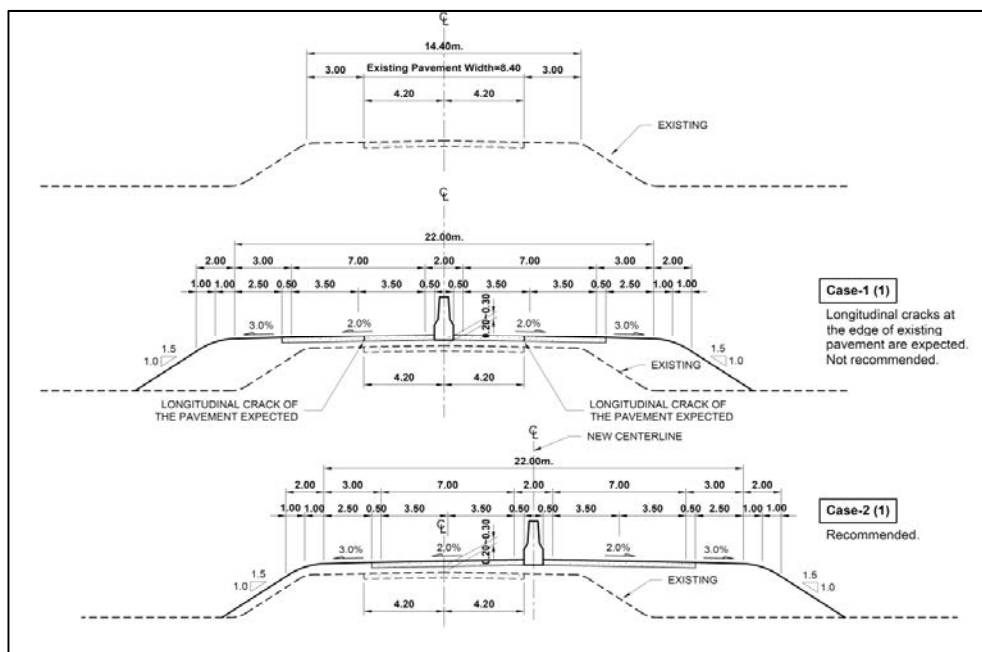 ℄
14.40m.
3.00 Existing Pavement Width=8.40 3.00
4.20 4.20
EXISTING
℄
22.00m.
2.00 3.00 7.00 2.00 7.00 3.00 2.00
1.00 1.00 2.50 0.50 3.50 3.50 0.50 0.50 3.50 3.50 0.50 2.50 1.00 1.00
3.0% 2.0% 0.20~0.30 2.0% 3.0%
1.5
1.0
1.5
1.0
4.20 4.20
EXISTING
LONGITUDINAL CRACK OF
THE PAVEMENT EXPECTED
LONGITUDINAL CRACK OF
THE PAVEMENT EXPECTED
Case-1 (1)
Longitudinal cracks at
the edge of existing
pavement are expected.
Not recommended.
℄
NEW CENTERLINE
22.00m.
2.00 3.00 7.00 2.00 7.00 3.00 2.00
1.00 1.00 2.50 0.50 3.50 ℄ 3.50 0.50 0.50 3.50 3.50 0.50 2.50 1.00 1.00
3.0% 2.0% 0.20~0.30 2.0% 3.0%
1.5
1.0
1.5
1.0
EXISTING
4.20 4.20
Case-2 (1)
Recommended.